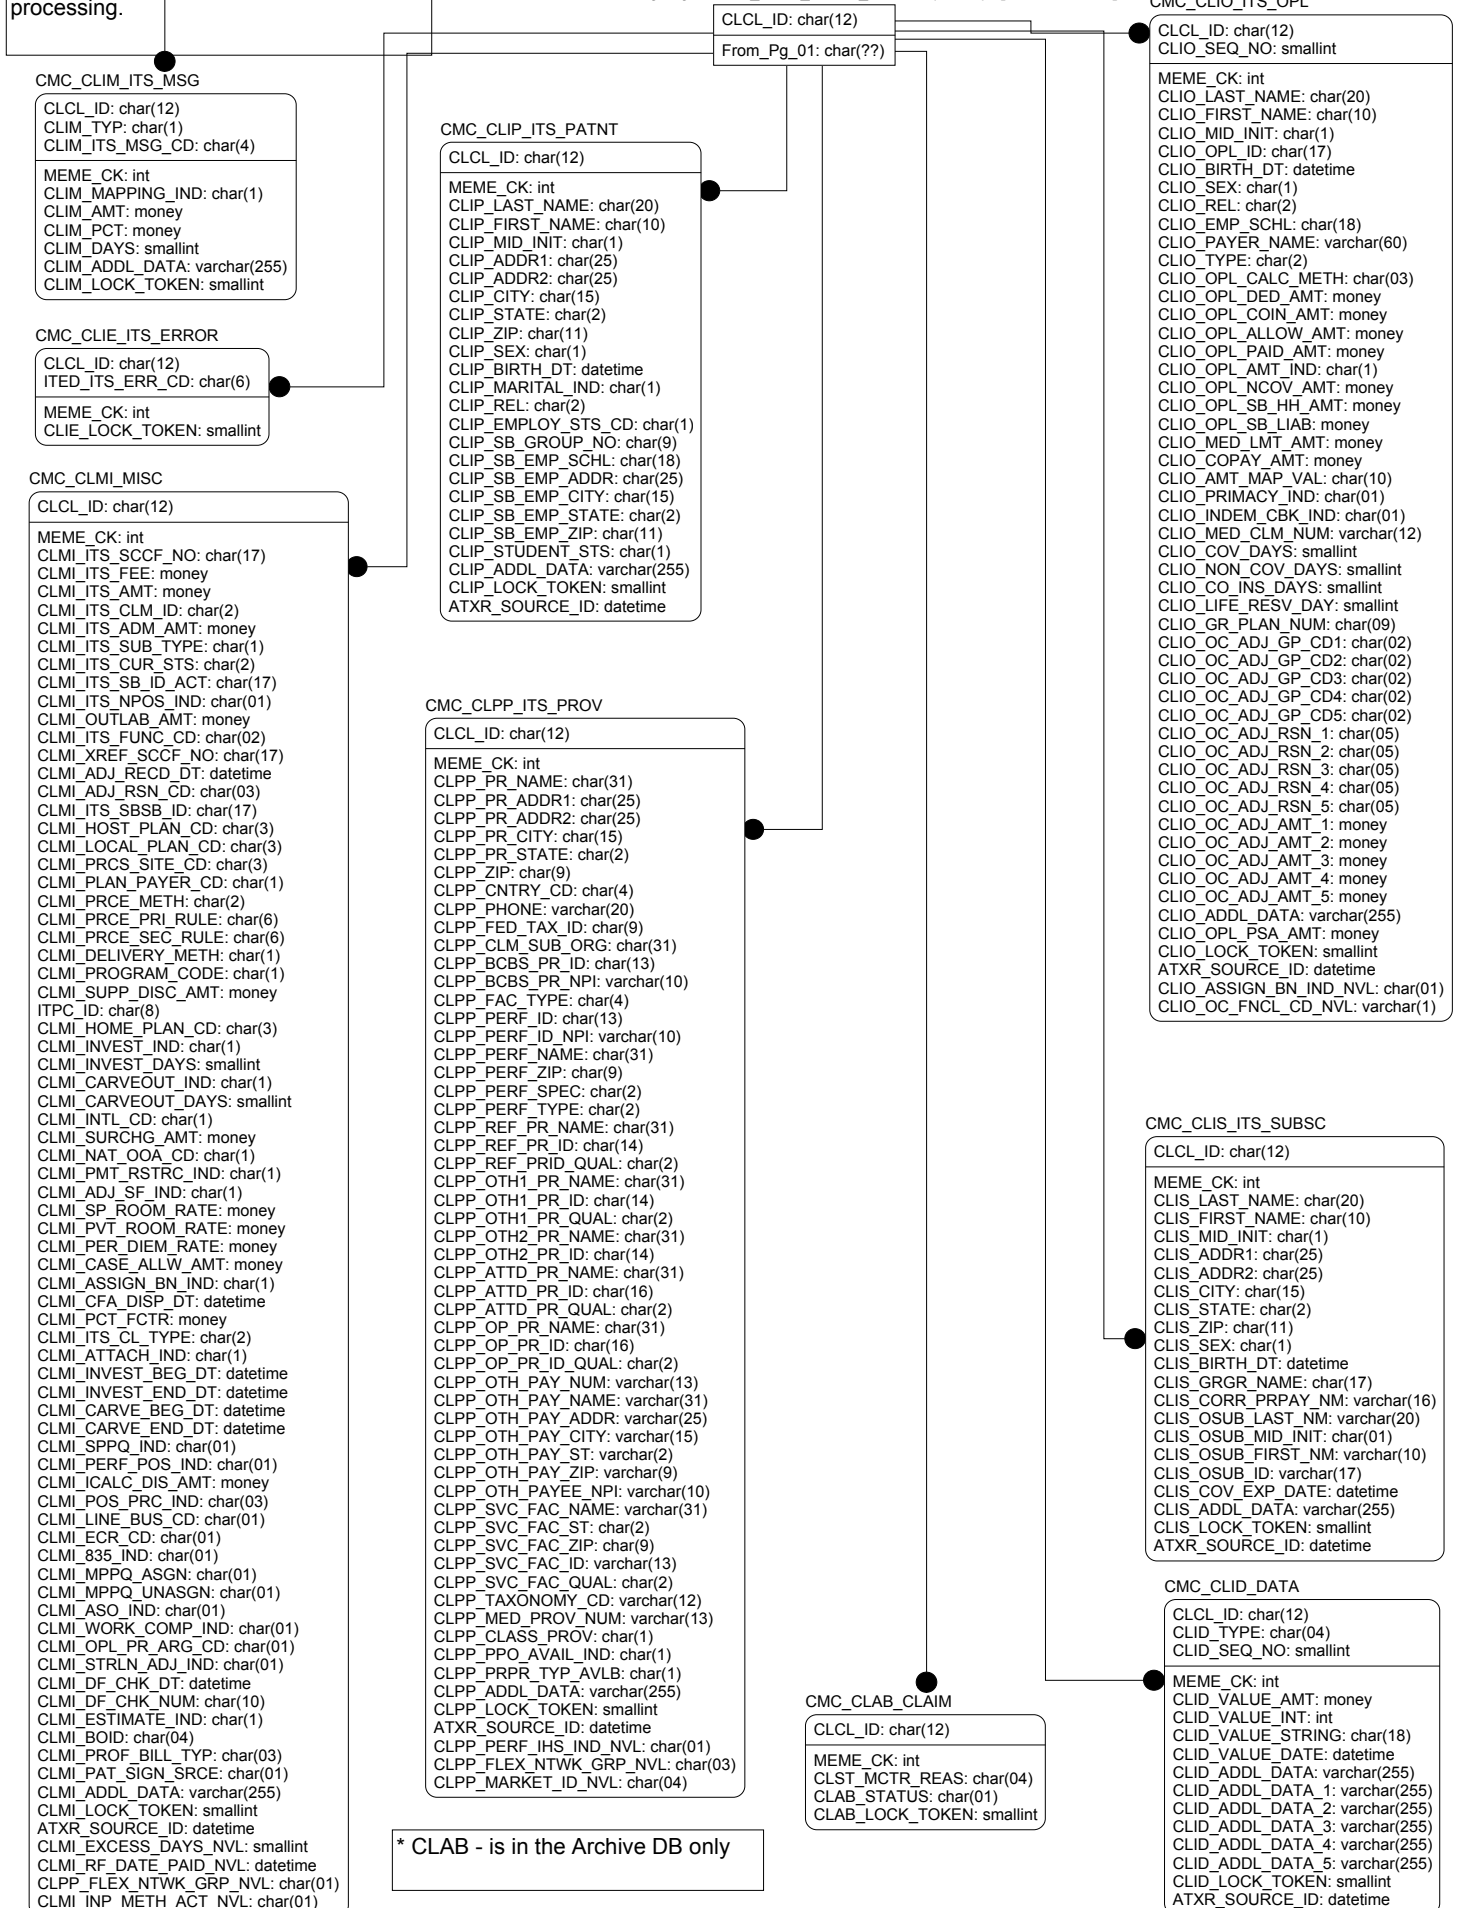 processing.
CLCL_ID: char(12)
From_Pg_01: char(??)
CMC_CLIO_ITS_OPL
CLCL_ID: char(12)
CLIO_SEQ_NO: smallint
MEME_CK: int
CLIO_LAST_NAME: char(20)
CLIO_FIRST_NAME: char(10)
CLIO_MID_INIT: char(1)
CLIO_OPL_ID: char(17)
CLIO_BIRTH_DT: datetime
CLIO_SEX: char(1)
CLIO_REL: char(2)
CLIO_EMP_SCHL: char(18)
CLIO_PAYER_NAME: varchar(60)
CLIO_TYPE: char(2)
CLIO_OPL_CALC_METH: char(03)
CLIO_OPL_DED_AMT: money
CLIO_OPL_COIN_AMT: money
CLIO_OPL_ALLOW_AMT: money
CLIO_OPL_PAID_AMT: money
CLIO_OPL_AMT_IND: char(1)
CLIO_OPL_NCOV_AMT: money
CLIO_OPL_SB_HH_AMT: money
CLIO_OPL_SB_LIAB: money
CLIO_MED_LMT_AMT: money
CLIO_COPAY_AMT: money
CLIO_AMT_MAP_VAL: char(10)
CLIO_PRIMACY_IND: char(01)
CLIO_INDEM_CBK_IND: char(01)
CLIO_MED_CLM_NUM: varchar(12)
CLIO_COV_DAYS: smallint
CLIO_NON_COV_DAYS: smallint
CLIO_CO_INS_DAYS: smallint
CLIO_LIFE_RESV_DAY: smallint
CLIO_GR_PLAN_NUM: char(09)
CLIO_OC_ADJ_GP_CD1: char(02)
CLIO_OC_ADJ_GP_CD2: char(02)
CLIO_OC_ADJ_GP_CD3: char(02)
CLIO_OC_ADJ_GP_CD4: char(02)
CLIO_OC_ADJ_GP_CD5: char(02)
CLIO_OC_ADJ_RSN_1: char(05)
CLIO_OC_ADJ_RSN_2: char(05)
CLIO_OC_ADJ_RSN_3: char(05)
CLIO_OC_ADJ_RSN_4: char(05)
CLIO_OC_ADJ_RSN_5: char(05)
CLIO_OC_ADJ_AMT_1: money
CLIO_OC_ADJ_AMT_2: money
CLIO_OC_ADJ_AMT_3: money
CLIO_OC_ADJ_AMT_4: money
CLIO_OC_ADJ_AMT_5: money
CLIO_ADDL_DATA: varchar(255)
CLIO_OPL_PSA_AMT: money
CLIO_LOCK_TOKEN: smallint
ATXR_SOURCE_ID: datetime
CLIO_ASSIGN_BN_IND_NVL: char(01)
CLIO_OC_FNCL_CD_NVL: varchar(1)
CMC_CLIM_ITS_MSG
CLCL_ID: char(12)
CLIM_TYP: char(1)
CLIM_ITS_MSG_CD: char(4)
MEME_CK: int
CLIM_MAPPING_IND: char(1)
CLIM_AMT: money
CLIM_PCT: money
CLIM_DAYS: smallint
CLIM_ADDL_DATA: varchar(255)
CLIM_LOCK_TOKEN: smallint
CMC_CLIP_ITS_PATNT
CLCL_ID: char(12)
MEME_CK: int
CLIP_LAST_NAME: char(20)
CLIP_FIRST_NAME: char(10)
CLIP_MID_INIT: char(1)
CLIP_ADDR1: char(25)
CLIP_ADDR2: char(25)
CLIP_CITY: char(15)
CLIP_STATE: char(2)
CLIP_ZIP: char(11)
CLIP_SEX: char(1)
CLIP_BIRTH_DT: datetime
CLIP_MARITAL_IND: char(1)
CLIP_REL: char(2)
CLIP_EMPLOY_STS_CD: char(1)
CLIP_SB_GROUP_NO: char(9)
CLIP_SB_EMP_SCHL: char(18)
CLIP_SB_EMP_ADDR: char(25)
CLIP_SB_EMP_CITY: char(15)
CLIP_SB_EMP_STATE: char(2)
CLIP_SB_EMP_ZIP: char(11)
CLIP_STUDENT_STS: char(1)
CLIP_ADDL_DATA: varchar(255)
CLIP_LOCK_TOKEN: smallint
ATXR_SOURCE_ID: datetime
CMC_CLIE_ITS_ERROR
CLCL_ID: char(12)
ITED_ITS_ERR_CD: char(6)
MEME_CK: int
CLIE_LOCK_TOKEN: smallint
CMC_CLMI_MISC
CLCL_ID: char(12)
MEME_CK: int
CLMI_ITS_SCCF_NO: char(17)
CLMI_ITS_FEE: money
CLMI_ITS_AMT: money
CLMI_ITS_CLM_ID: char(2)
CLMI_ITS_ADM_AMT: money
CLMI_ITS_SUB_TYPE: char(1)
CLMI_ITS_CUR_STS: char(2)
CLMI_ITS_SB_ID_ACT: char(17)
CLMI_ITS_NPOS_IND: char(01)
CLMI_OUTLAB_AMT: money
CLMI_ITS_FUNC_CD: char(02)
CLMI_XREF_SCCF_NO: char(17)
CLMI_ADJ_RECD_DT: datetime
CLMI_ADJ_RSN_CD: char(03)
CLMI_ITS_SBSB_ID: char(17)
CLMI_HOST_PLAN_CD: char(3)
CLMI_LOCAL_PLAN_CD: char(3)
CLMI_PRCS_SITE_CD: char(3)
CLMI_PLAN_PAYER_CD: char(1)
CLMI_PRCE_METH: char(2)
CLMI_PRCE_PRI_RULE: char(6)
CLMI_PRCE_SEC_RULE: char(6)
CLMI_DELIVERY_METH: char(1)
CLMI_PROGRAM_CODE: char(1)
CLMI_SUPP_DISC_AMT: money
ITPC_ID: char(8)
CLMI_HOME_PLAN_CD: char(3)
CLMI_INVEST_IND: char(1)
CLMI_INVEST_DAYS: smallint
CLMI_CARVEOUT_IND: char(1)
CLMI_CARVEOUT_DAYS: smallint
CLMI_INTL_CD: char(1)
CLMI_SURCHG_AMT: money
CLMI_NAT_OOA_CD: char(1)
CLMI_PMT_RSTRC_IND: char(1)
CLMI_ADJ_SF_IND: char(1)
CLMI_SP_ROOM_RATE: money
CLMI_PVT_ROOM_RATE: money
CLMI_PER_DIEM_RATE: money
CLMI_CASE_ALLW_AMT: money
CLMI_ASSIGN_BN_IND: char(1)
CLMI_CFA_DISP_DT: datetime
CLMI_PCT_FCTR: money
CLMI_ITS_CL_TYPE: char(2)
CLMI_ATTACH_IND: char(1)
CLMI_INVEST_BEG_DT: datetime
CLMI_INVEST_END_DT: datetime
CLMI_CARVE_BEG_DT: datetime
CLMI_CARVE_END_DT: datetime
CLMI_SPPQ_IND: char(01)
CLMI_PERF_POS_IND: char(01)
CLMI_ICALC_DIS_AMT: money
CLMI_POS_PRC_IND: char(03)
CLMI_LINE_BUS_CD: char(01)
CLMI_ECR_CD: char(01)
CLMI_835_IND: char(01)
CLMI_MPPQ_ASGN: char(01)
CLMI_MPPQ_UNASGN: char(01)
CLMI_ASO_IND: char(01)
CLMI_WORK_COMP_IND: char(01)
CLMI_OPL_PR_ARG_CD: char(01)
CLMI_STRLN_ADJ_IND: char(01)
CLMI_DF_CHK_DT: datetime
CLMI_DF_CHK_NUM: char(10)
CLMI_ESTIMATE_IND: char(1)
CLMI_BOID: char(04)
CLMI_PROF_BILL_TYP: char(03)
CLMI_PAT_SIGN_SRCE: char(01)
CLMI_ADDL_DATA: varchar(255)
CLMI_LOCK_TOKEN: smallint
ATXR_SOURCE_ID: datetime
CLMI_EXCESS_DAYS_NVL: smallint
CLMI_RF_DATE_PAID_NVL: datetime
CLPP_FLEX_NTWK_GRP_NVL: char(01)
CLMI_INP_METH_ACT_NVL: char(01)
CMC_CLPP_ITS_PROV
CLCL_ID: char(12)
MEME_CK: int
CLPP_PR_NAME: char(31)
CLPP_PR_ADDR1: char(25)
CLPP_PR_ADDR2: char(25)
CLPP_PR_CITY: char(15)
CLPP_PR_STATE: char(2)
CLPP_ZIP: char(9)
CLPP_CNTRY_CD: char(4)
CLPP_PHONE: varchar(20)
CLPP_FED_TAX_ID: char(9)
CLPP_CLM_SUB_ORG: char(31)
CLPP_BCBS_PR_ID: char(13)
CLPP_BCBS_PR_NPI: varchar(10)
CLPP_FAC_TYPE: char(4)
CLPP_PERF_ID: char(13)
CLPP_PERF_ID_NPI: varchar(10)
CLPP_PERF_NAME: char(31)
CLPP_PERF_ZIP: char(9)
CLPP_PERF_SPEC: char(2)
CLPP_PERF_TYPE: char(2)
CLPP_REF_PR_NAME: char(31)
CLPP_REF_PR_ID: char(14)
CLPP_REF_PRID_QUAL: char(2)
CLPP_OTH1_PR_NAME: char(31)
CLPP_OTH1_PR_ID: char(14)
CLPP_OTH1_PR_QUAL: char(2)
CLPP_OTH2_PR_NAME: char(31)
CLPP_OTH2_PR_ID: char(14)
CLPP_ATTD_PR_NAME: char(31)
CLPP_ATTD_PR_ID: char(16)
CLPP_ATTD_PR_QUAL: char(2)
CLPP_OP_PR_NAME: char(31)
CLPP_OP_PR_ID: char(16)
CLPP_OP_PR_ID_QUAL: char(2)
CLPP_OTH_PAY_NUM: varchar(13)
CLPP_OTH_PAY_NAME: varchar(31)
CLPP_OTH_PAY_ADDR: varchar(25)
CLPP_OTH_PAY_CITY: varchar(15)
CLPP_OTH_PAY_ST: varchar(2)
CLPP_OTH_PAY_ZIP: varchar(9)
CLPP_OTH_PAYEE_NPI: varchar(10)
CLPP_SVC_FAC_NAME: varchar(31)
CLPP_SVC_FAC_ST: char(2)
CLPP_SVC_FAC_ZIP: char(9)
CLPP_SVC_FAC_ID: varchar(13)
CLPP_SVC_FAC_QUAL: char(2)
CLPP_TAXONOMY_CD: varchar(12)
CLPP_MED_PROV_NUM: varchar(13)
CLPP_CLASS_PROV: char(1)
CLPP_PPO_AVAIL_IND: char(1)
CLPP_PRPR_TYP_AVLB: char(1)
CLPP_ADDL_DATA: varchar(255)
CLPP_LOCK_TOKEN: smallint
ATXR_SOURCE_ID: datetime
CLPP_PERF_IHS_IND_NVL: char(01)
CLPP_FLEX_NTWK_GRP_NVL: char(03)
CLPP_MARKET_ID_NVL: char(04)
CMC_CLIS_ITS_SUBSC
CLCL_ID: char(12)
MEME_CK: int
CLIS_LAST_NAME: char(20)
CLIS_FIRST_NAME: char(10)
CLIS_MID_INIT: char(1)
CLIS_ADDR1: char(25)
CLIS_ADDR2: char(25)
CLIS_CITY: char(15)
CLIS_STATE: char(2)
CLIS_ZIP: char(11)
CLIS_SEX: char(1)
CLIS_BIRTH_DT: datetime
CLIS_GRGR_NAME: char(17)
CLIS_CORR_PRPAY_NM: varchar(16)
CLIS_OSUB_LAST_NM: varchar(20)
CLIS_OSUB_MID_INIT: char(01)
CLIS_OSUB_FIRST_NM: varchar(10)
CLIS_OSUB_ID: varchar(17)
CLIS_COV_EXP_DATE: datetime
CLIS_ADDL_DATA: varchar(255)
CLIS_LOCK_TOKEN: smallint
ATXR_SOURCE_ID: datetime
CMC_CLAB_CLAIM
CLCL_ID: char(12)
MEME_CK: int
CLST_MCTR_REAS: char(04)
CLAB_STATUS: char(01)
CLAB_LOCK_TOKEN: smallint
CMC_CLID_DATA
CLCL_ID: char(12)
CLID_TYPE: char(04)
CLID_SEQ_NO: smallint
MEME_CK: int
CLID_VALUE_AMT: money
CLID_VALUE_INT: int
CLID_VALUE_STRING: char(18)
CLID_VALUE_DATE: datetime
CLID_ADDL_DATA: varchar(255)
CLID_ADDL_DATA_1: varchar(255)
CLID_ADDL_DATA_2: varchar(255)
CLID_ADDL_DATA_3: varchar(255)
CLID_ADDL_DATA_4: varchar(255)
CLID_ADDL_DATA_5: varchar(255)
CLID_LOCK_TOKEN: smallint
ATXR_SOURCE_ID: datetime
* CLAB - is in the Archive DB only